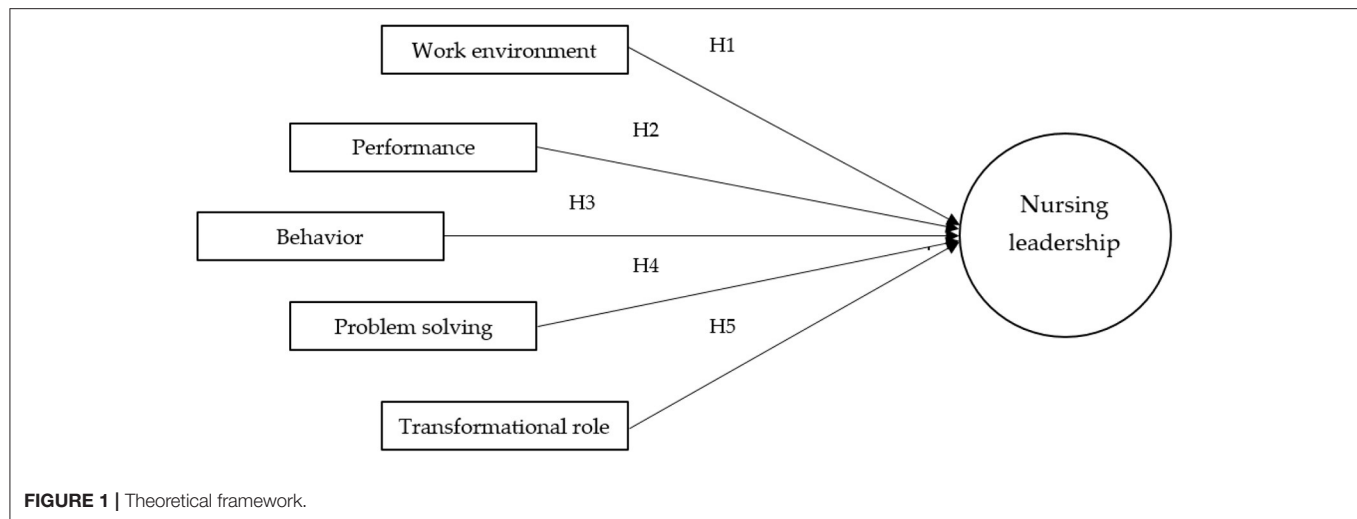 Work environment
H1
Performance
H2
Behavior
H3
Problem solving
H4
Transformational role
H5
Nursing
leadership
FIGURE 1 | Theoretical framework.